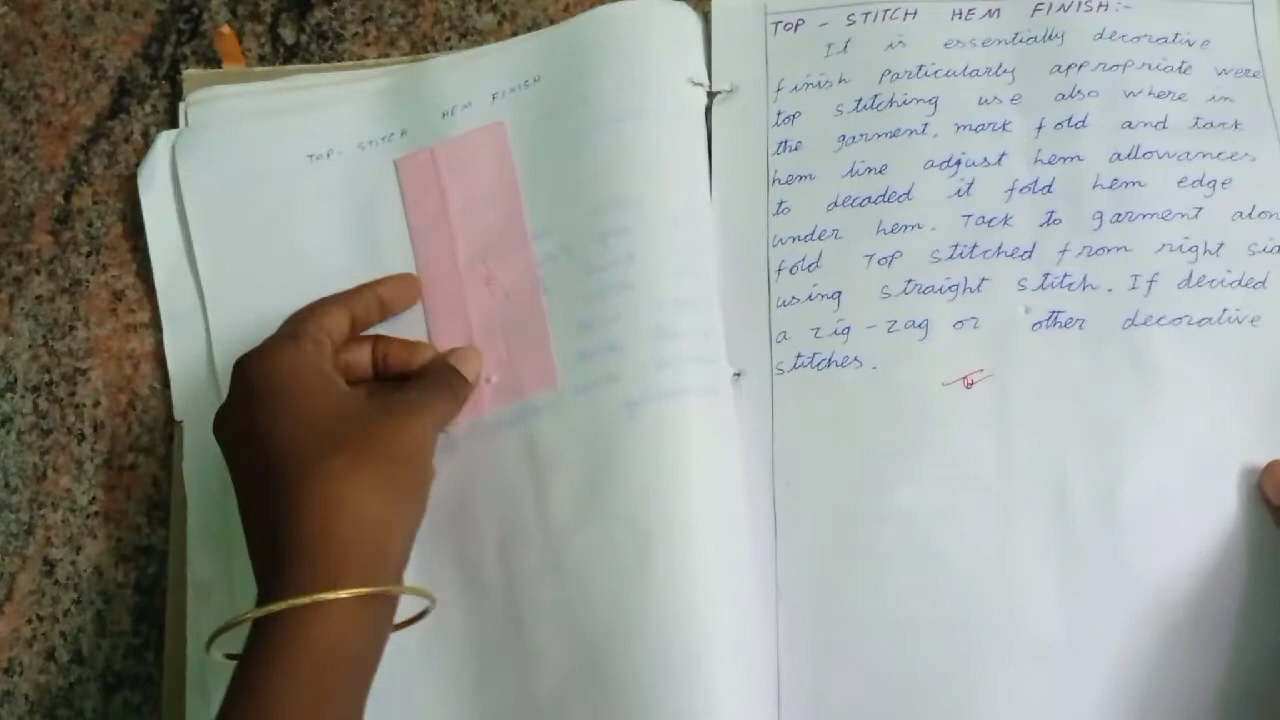 TOP - STITCH HEM FINISH
TOP - STITCH HEM FINISH:-
It is essentially decorative
finish particularly appropriate were
top stitching use also where in
the garment. mark fold and tack
hem line adjust hem allowances
to decaded it fold hem edge
under hem. Tack to garment alon
fold Top stitched from right sid
using straight stitch. If decided
a zig-zag or other decorative
stitches.